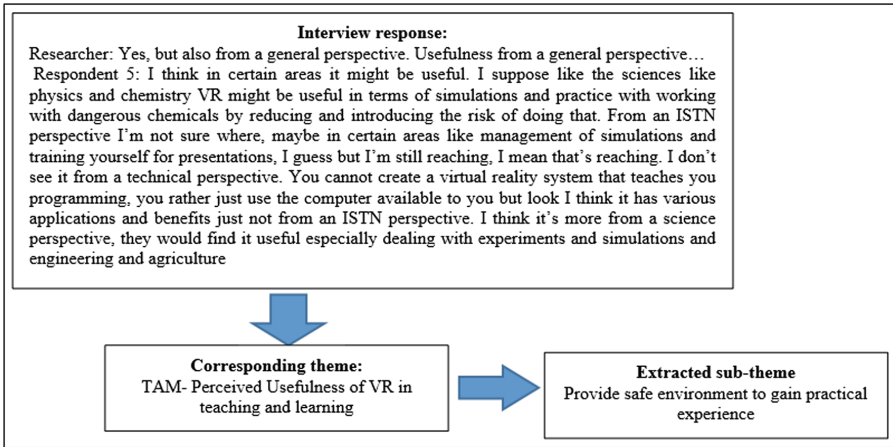 Interview response:
Researcher: Yes, but also from a general perspective. Usefulness from a general perspective…
Respondent 5: I think in certain areas it might be useful. I suppose like the sciences like
physics and chemistry VR might be useful in terms of simulations and practice with working
with dangerous chemicals by reducing and introducing the risk of doing that. From an ISTN
perspective I'm not sure where, maybe in certain areas like management of simulations and
training yourself for presentations, I guess but I'm still reaching, I mean that's reaching. I don't
see it from a technical perspective. You cannot create a virtual reality system that teaches you
programming, you rather just use the computer available to you but look I think it has various
applications and benefits just not from an ISTN perspective. I think it's more from a science
perspective, they would find it useful especially dealing with experiments and simulations and
engineering and agriculture
Corresponding theme:
TAM- Perceived Usefulness of VR in
teaching and learning
Extracted sub-theme
Provide safe environment to gain practical
experience